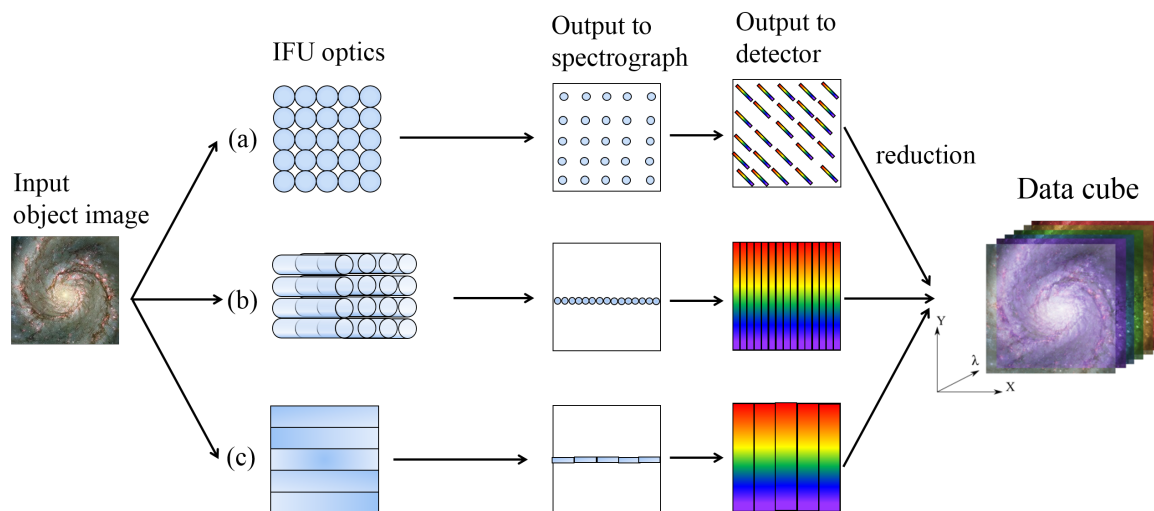 IFU optics
Output to
spectrograph
Output to
detector
(a)
reduction
Input
object image
Data cube
(b)
Y
λ
X
(c)